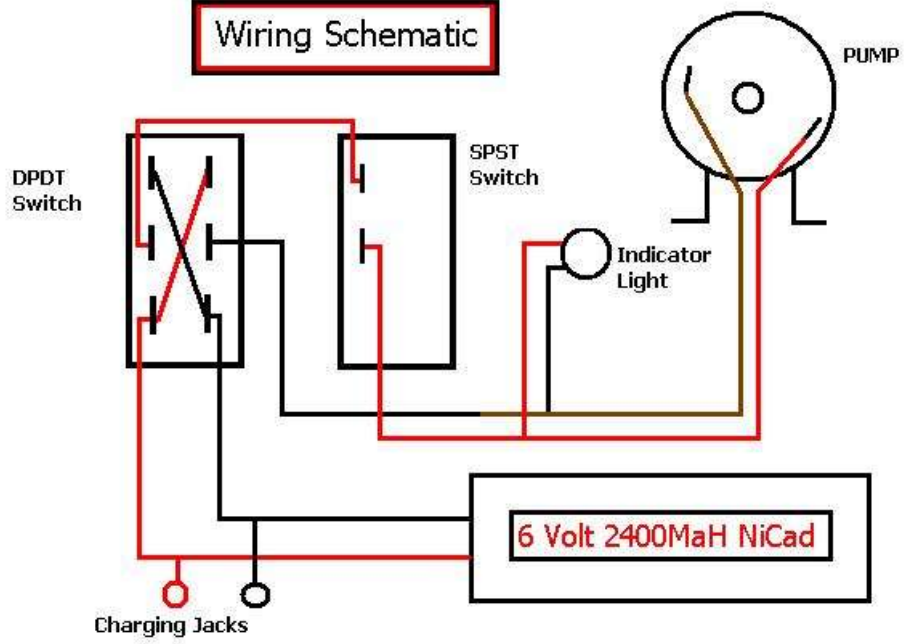 Wiring Schematic
PUMP
DPDT
Switch
SPST
Switch
Indicator
Light
6 Volt 2400MaH NiCad
Charging Jacks